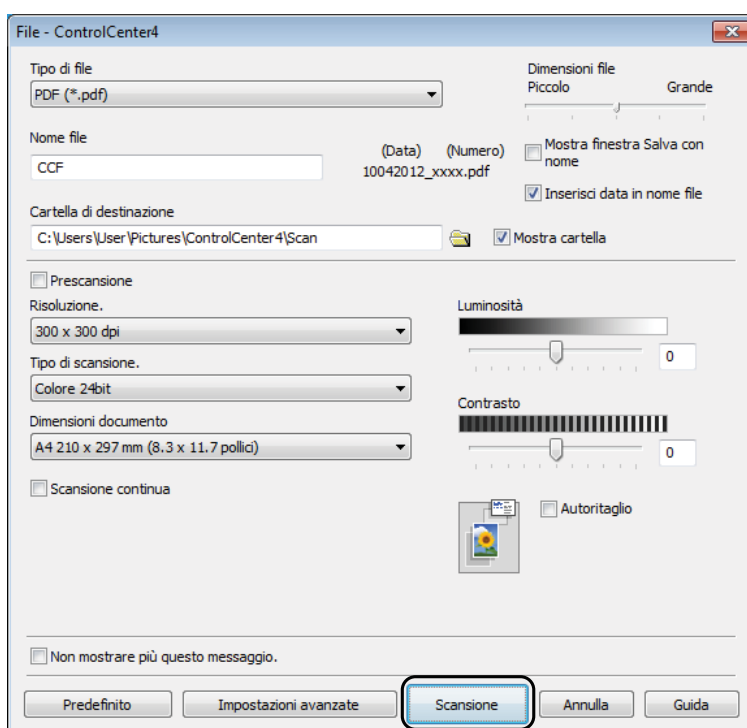 File - ControlCenter4
Tipo di file
PDF (*.pdf)
Dimensioni file
Piccolo Grande
Nome file
CCF
(Data) (Numero)
10042012_xxxx.pdf
Mostra finestra Salva con
nome
Inserisci data in nome file
Cartella di destinazione
C:\Users\User\Pictures\ControlCenter4\Scan
Mostra cartella
Prescansione
Risoluzione.
300 x 300 dpi
Tipo di scansione.
Colore 24bit
Dimensioni documento
A4 210 x 297 mm (8.3 x 11.7 pollici)
Scansione continua
Luminosità
0
Contrasto
0
Autoritaglio
Non mostrare più questo messaggio.
Predefinito Impostazioni avanzate Scansione Annulla Guida